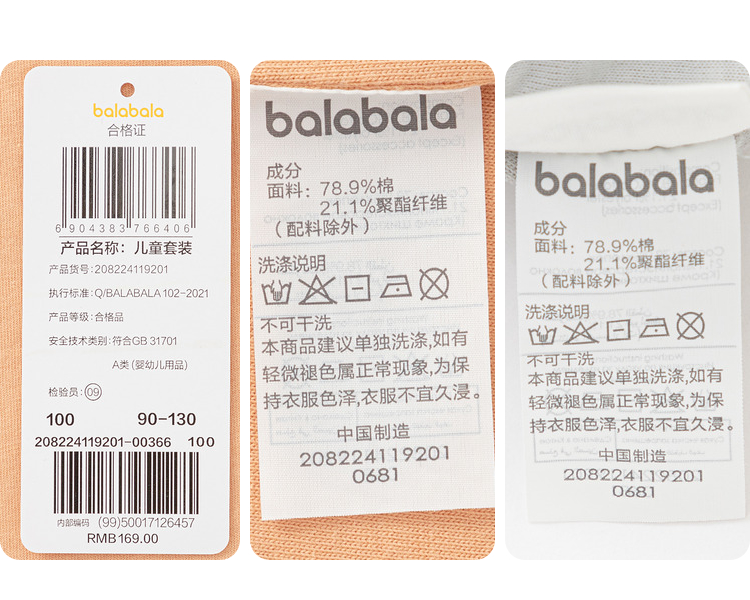 balabala
合格证
6 904383 766406
产品名称：儿童套装
产品货号:208224119201
执行标准:Q/BALABALA 102-2021
产品等级:合格品
安全技术类别:符合GB 31701
A类 (婴幼儿用品)
检验员:09
100 90-130
208224119201-00366 100
内部编码 (99)50017126457
RMB169.00
balabala
成分
面料: 78.9%棉
21.1%聚酯纤维
(配料除外)
洗涤说明
不可干洗
本商品建议单独洗涤,如有
轻微褪色属正常现象,为保
持衣服色泽,衣服不宜久浸。
中国制造
208224119201
0681
balabala
成分
面料: 78.9%棉
21.1%聚酯纤维
(配料除外)
洗涤说明
不可干洗
本商品建议单独洗涤,如有
轻微褪色属正常现象,为保
持衣服色泽,衣服不宜久浸。
中国制造
208224119201
0681